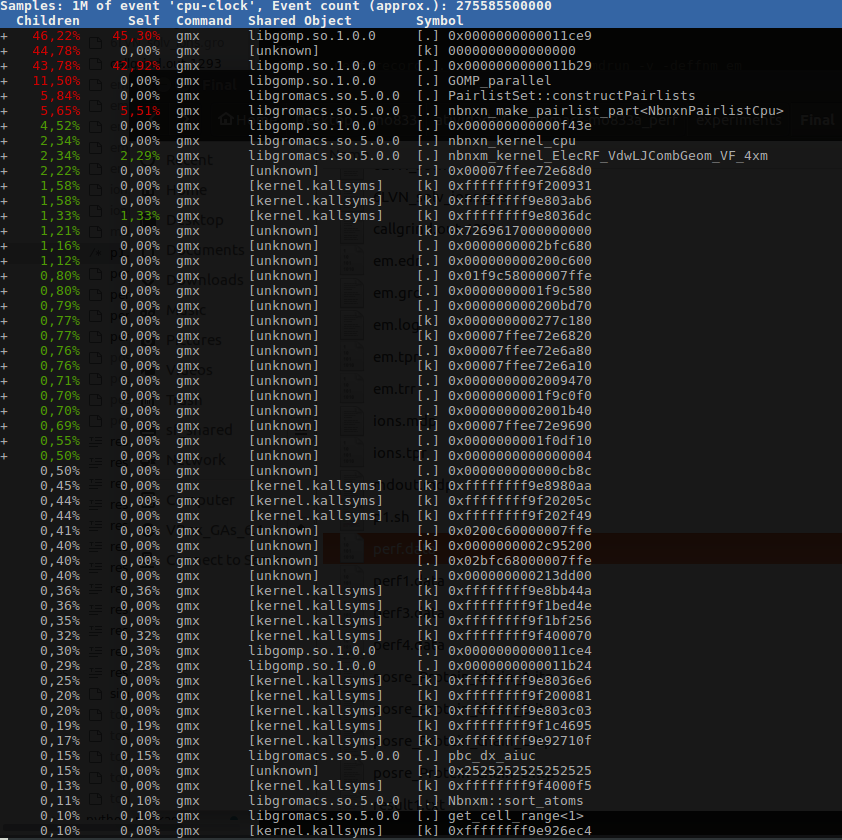 Samples: 1M of event 'cpu-clock', Event count (approx.): 275585500000
Children Self Command Shared Object Symbol
+ 46,22% 45,30% gmx libgomp.so.1.0.0 [.] 0x0000000000011ce9
+ 44,78% 0,00% gmx [unknown] [k] 0000000000000000
+ 43,78% 42,92% gmx libgomp.so.1.0.0 [.] 0x0000000000011b29
+ 11,50% 0,00% gmx libgomp.so.1.0.0 [.] GOMP_parallel
+ 5,84% 0,00% gmx libgromacs.so.5.0.0 [.] PairlistSet::constructPairlists
+ 5,65% 5,51% gmx libgromacs.so.5.0.0 [.] nbnxn_make_pairlist_part<NbnxnPairlistCpu>
+ 4,52% 0,00% gmx libgomp.so.1.0.0 [.] 0x000000000000f43e
+ 2,34% 0,00% gmx libgromacs.so.5.0.0 [.] nbnxn_kernel_cpu
+ 2,34% 2,29% gmx libgromacs.so.5.0.0 [.] nbnxm_kernel_ElecRF_VdwLJCombGeom_VF_4xm
+ 2,22% 0,00% gmx [unknown] [.] 0x00007ffee72e68d0
+ 1,58% 0,00% gmx [kernel.kallsyms] [k] 0xffffffff9f200931
+ 1,58% 0,00% gmx [kernel.kallsyms] [k] 0xffffffff9e803ab6
+ 1,33% 1,33% gmx [kernel.kallsyms] [k] 0xffffffff9e8036dc
+ 1,21% 0,00% gmx [unknown] [k] 0x7269617000000000
+ 1,16% 0,00% gmx [unknown] [.] 0x0000000002bfc680
+ 1,12% 0,00% gmx [unknown] [.] 0x000000000200c600
+ 0,80% 0,00% gmx [unknown] [.] 0x01f9c58000007ffe
+ 0,80% 0,00% gmx [unknown] [.] 0x0000000001f9c580
+ 0,79% 0,00% gmx [unknown] [.] 0x000000000200bd70
+ 0,77% 0,00% gmx [unknown] [k] 0x000000000277c180
+ 0,77% 0,00% gmx [unknown] [k] 0x00007ffee72e6820
+ 0,76% 0,00% gmx [unknown] [.] 0x00007ffee72e6a80
+ 0,76% 0,00% gmx [unknown] [k] 0x00007ffee72e6a10
+ 0,71% 0,00% gmx [unknown] [.] 0x0000000002009470
+ 0,70% 0,00% gmx [unknown] [.] 0x0000000001f9c0f0
+ 0,70% 0,00% gmx [unknown] [.] 0x0000000002001b40
+ 0,69% 0,00% gmx [unknown] [.] 0x00007ffee72e9690
+ 0,55% 0,00% gmx [unknown] [.] 0x0000000001f0df10
+ 0,50% 0,00% gmx [unknown] [.] 0x0000000000000004
0,50% 0,00% gmx [unknown] [.] 0x000000000000cb8c
0,45% 0,00% gmx [kernel.kallsyms] [k] 0xffffffff9e8980aa
0,44% 0,00% gmx [kernel.kallsyms] [k] 0xffffffff9f20205c
0,44% 0,00% gmx [kernel.kallsyms] [k] 0xffffffff9f202f49
0,41% 0,00% gmx [unknown] [.] 0x0200c60000007ffe
0,40% 0,00% gmx [unknown] [k] 0x0000000002c95200
0,40% 0,00% gmx [unknown] [.] 0x02bfc68000007ffe
0,40% 0,00% gmx [unknown] [k] 0x000000000213dd00
0,36% 0,36% gmx [kernel.kallsyms] [k] 0xffffffff9e8bb44a
0,36% 0,00% gmx [kernel.kallsyms] [k] 0xffffffff9f1bed4e
0,35% 0,00% gmx [kernel.kallsyms] [k] 0xffffffff9f1bf256
0,32% 0,32% gmx [kernel.kallsyms] [k] 0xffffffff9f400070
0,30% 0,30% gmx libgomp.so.1.0.0 [.] 0x0000000000011ce4
0,29% 0,28% gmx libgomp.so.1.0.0 [.] 0x0000000000011b24
0,25% 0,00% gmx [kernel.kallsyms] [k] 0xffffffff9e8036e6
0,20% 0,00% gmx [kernel.kallsyms] [k] 0xffffffff9f200081
0,20% 0,00% gmx [kernel.kallsyms] [k] 0xffffffff9e803c03
0,19% 0,19% gmx [kernel.kallsyms] [k] 0xffffffff9f1c4695
0,17% 0,00% gmx [kernel.kallsyms] [k] 0xffffffff9e92710f
0,15% 0,15% gmx libgromacs.so.5.0.0 [.] pbc_dx_aiuc
0,15% 0,00% gmx [unknown] [.] 0x2525252525252525
0,13% 0,00% gmx [kernel.kallsyms] [k] 0xffffffff9f4000f5
0,11% 0,10% gmx libgromacs.so.5.0.0 [.] Nbnxm::sort_atoms
0,10% 0,10% gmx libgromacs.so.5.0.0 [.] get_cell_range<1>
0,10% 0,00% gmx [kernel.kallsyms] [k] 0xffffffff9e926ec4